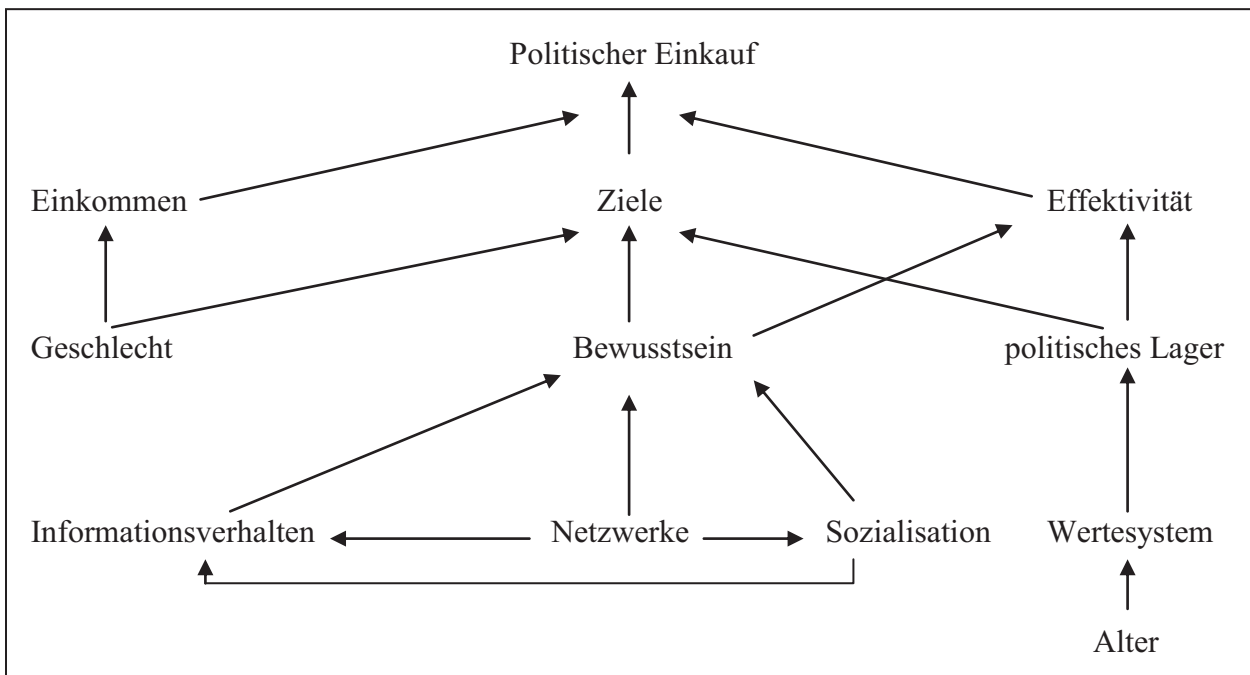 Politischer Einkauf
Einkommen Ziele Effektivität
Geschlecht Bewusstsein politisches Lager
Informationsverhalten Netzwerke Sozialisation Wertesystem
Alter